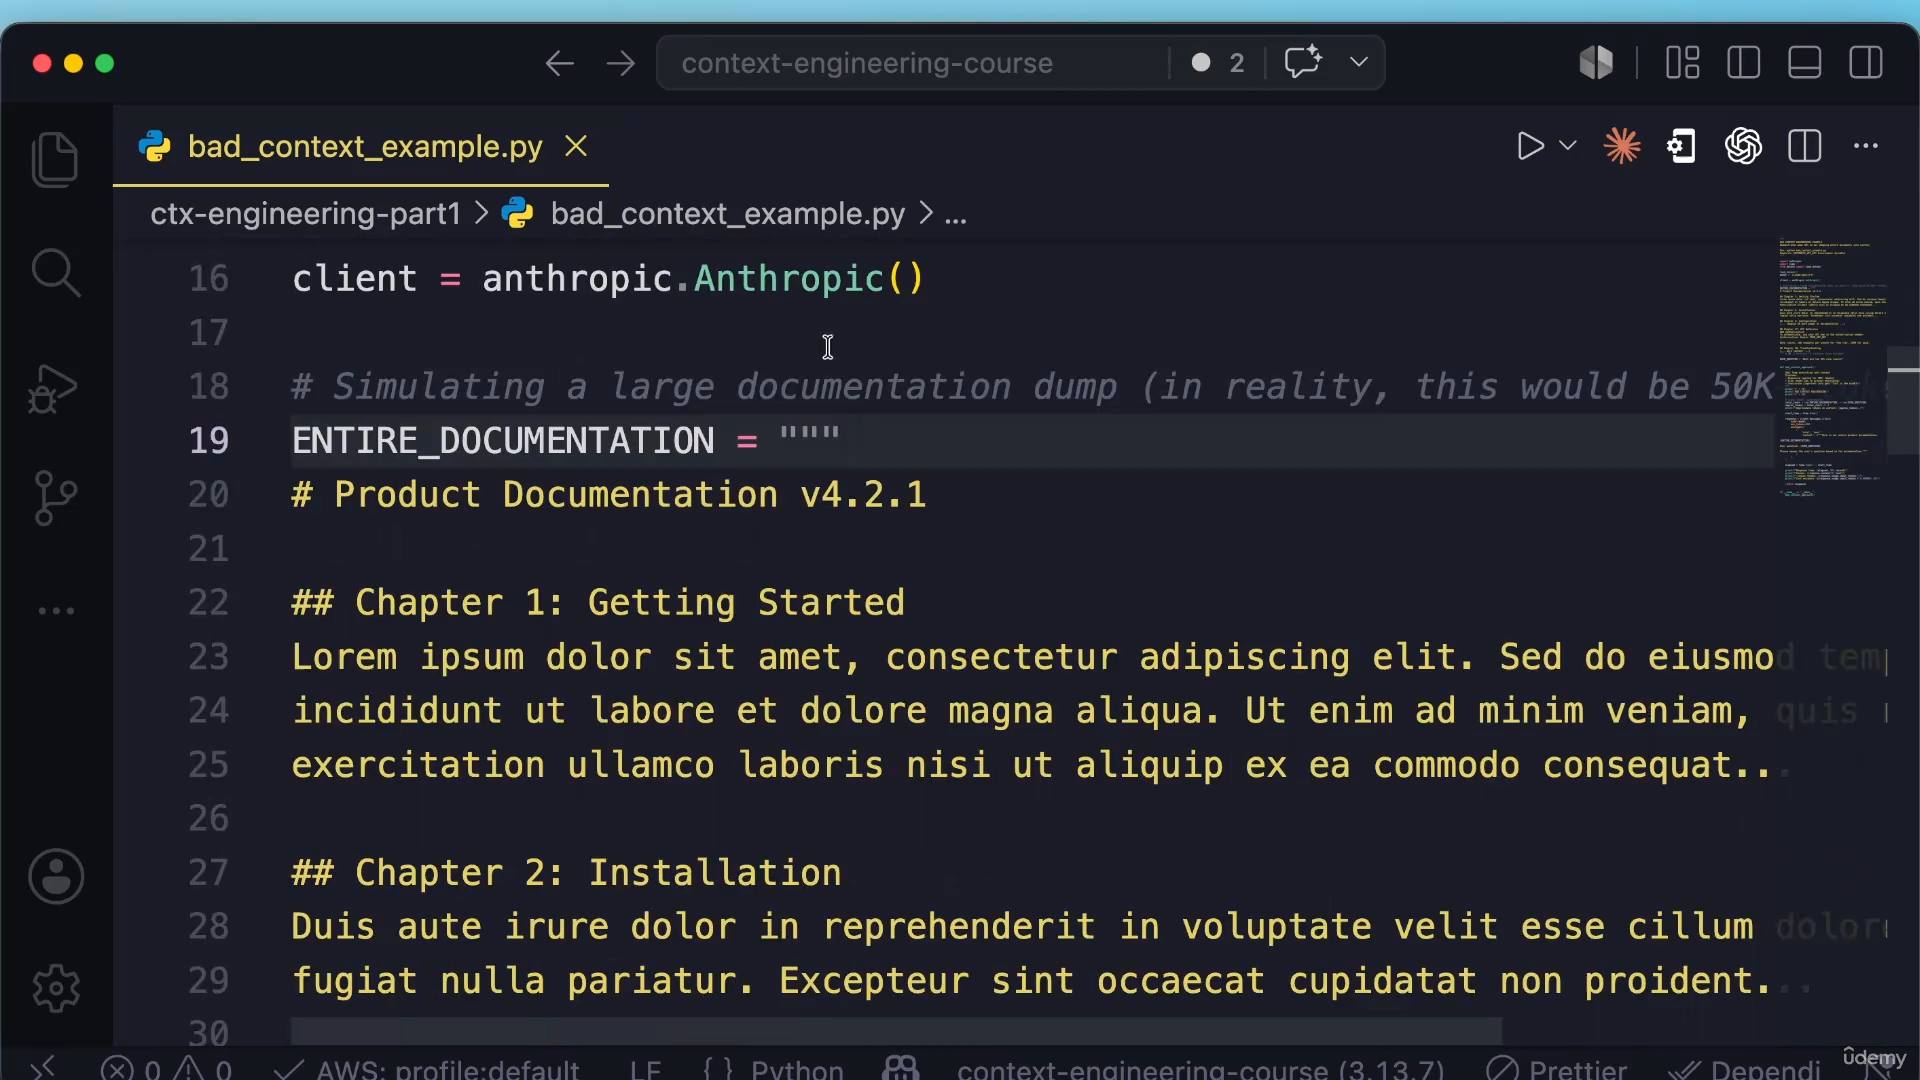 context-engineering-course
2
bad_context_example.py
ctx-engineering-part1 > bad_context_example.py > ...
16 client = anthropic.Anthropic()
17
18 # Simulating a large documentation dump (in reality, this would be 50K
19 ENTIRE_DOCUMENTATION = """
20 # Product Documentation v4.2.1
21
22 ## Chapter 1: Getting Started
23 Lorem ipsum dolor sit amet, consectetur adipiscing elit. Sed do eiusmod
24 incididunt ut labore et dolore magna aliqua. Ut enim ad minim veniam, quis
25 exercitation ullamco laboris nisi ut aliquip ex ea commodo consequat...
26
27 ## Chapter 2: Installation
28 Duis aute irure dolor in reprehenderit in voluptate velit esse cillum dolore
29 fugiat nulla pariatur. Excepteur sint occaecat cupidatat non proident...
30
0 0 AWS: profile:default LF {} Python context-engineering-course (3.13.7) Prettier Dependi
udemy